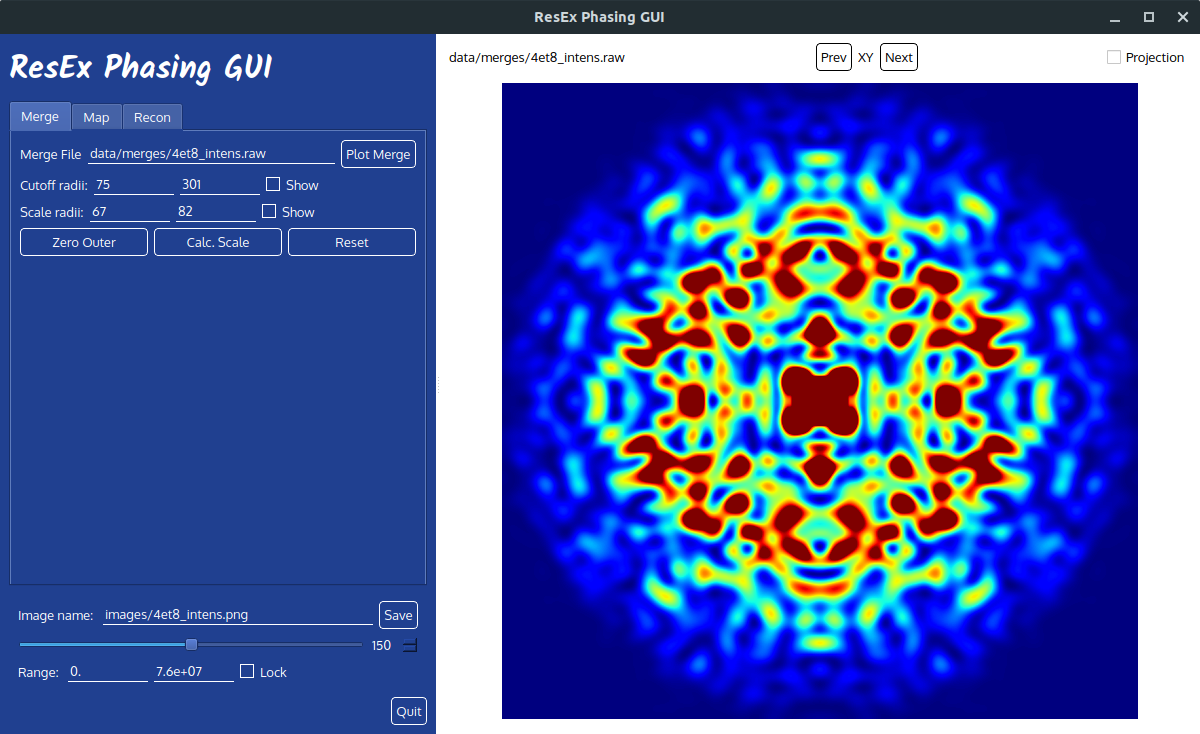 ResEx Phasing GUI
ResEx Phasing GUI
Merge Map Recon
Merge File data/merges/4et8_intens.raw Plot Merge
Cutoff radii: 75 301 Show
Scale radii: 67 82 Show
Zero Outer Calc. Scale Reset
Image name: images/4et8_intens.png Save
150
Range: 0. 7.6e+07 Lock
Quit
data/merges/4et8_intens.raw Prev XY Next Projection